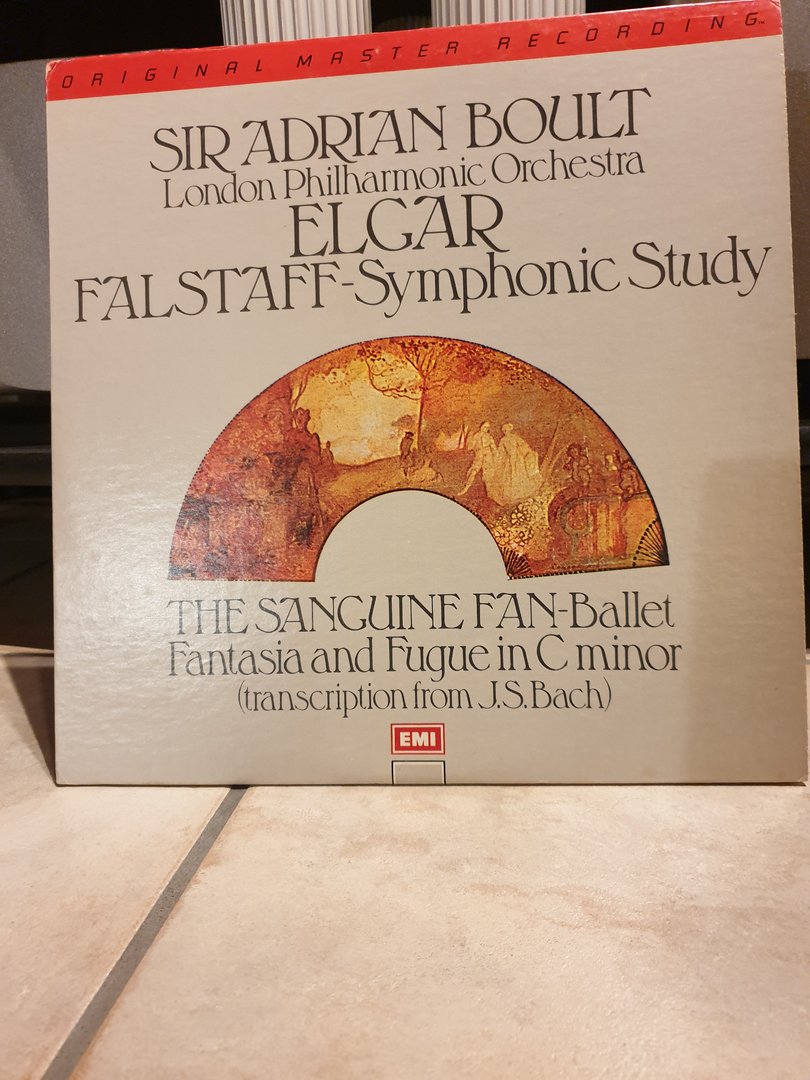 ORIGINAL MASTER RECORDING™
SIR ADRIAN BOULT
London Philharmonic Orchestra
ELGAR
FALSTAFF-Symphonic Study
THE SANGUINE FAN-Ballet
Fantasia and Fugue in C minor
(transcription from J.S.Bach)
EMI